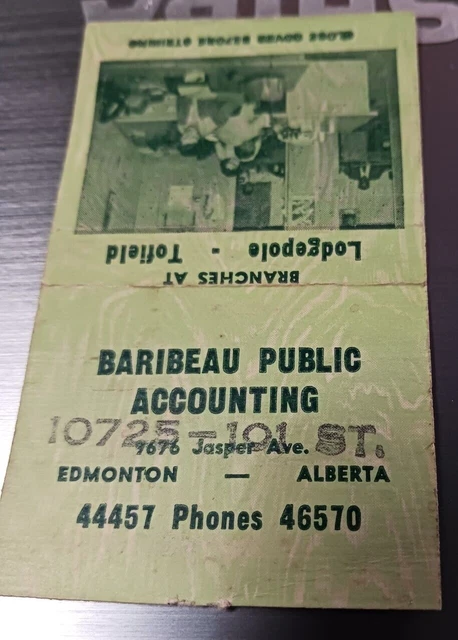 CLOSE COVER BEFORE STRIKING
BRANCHES AT
Lodgepole - Tofield
BARIBEAU PUBLIC
ACCOUNTING
10725-101 ST.
9676 Jasper Ave.
EDMONTON — ALBERTA
44457 Phones 46570